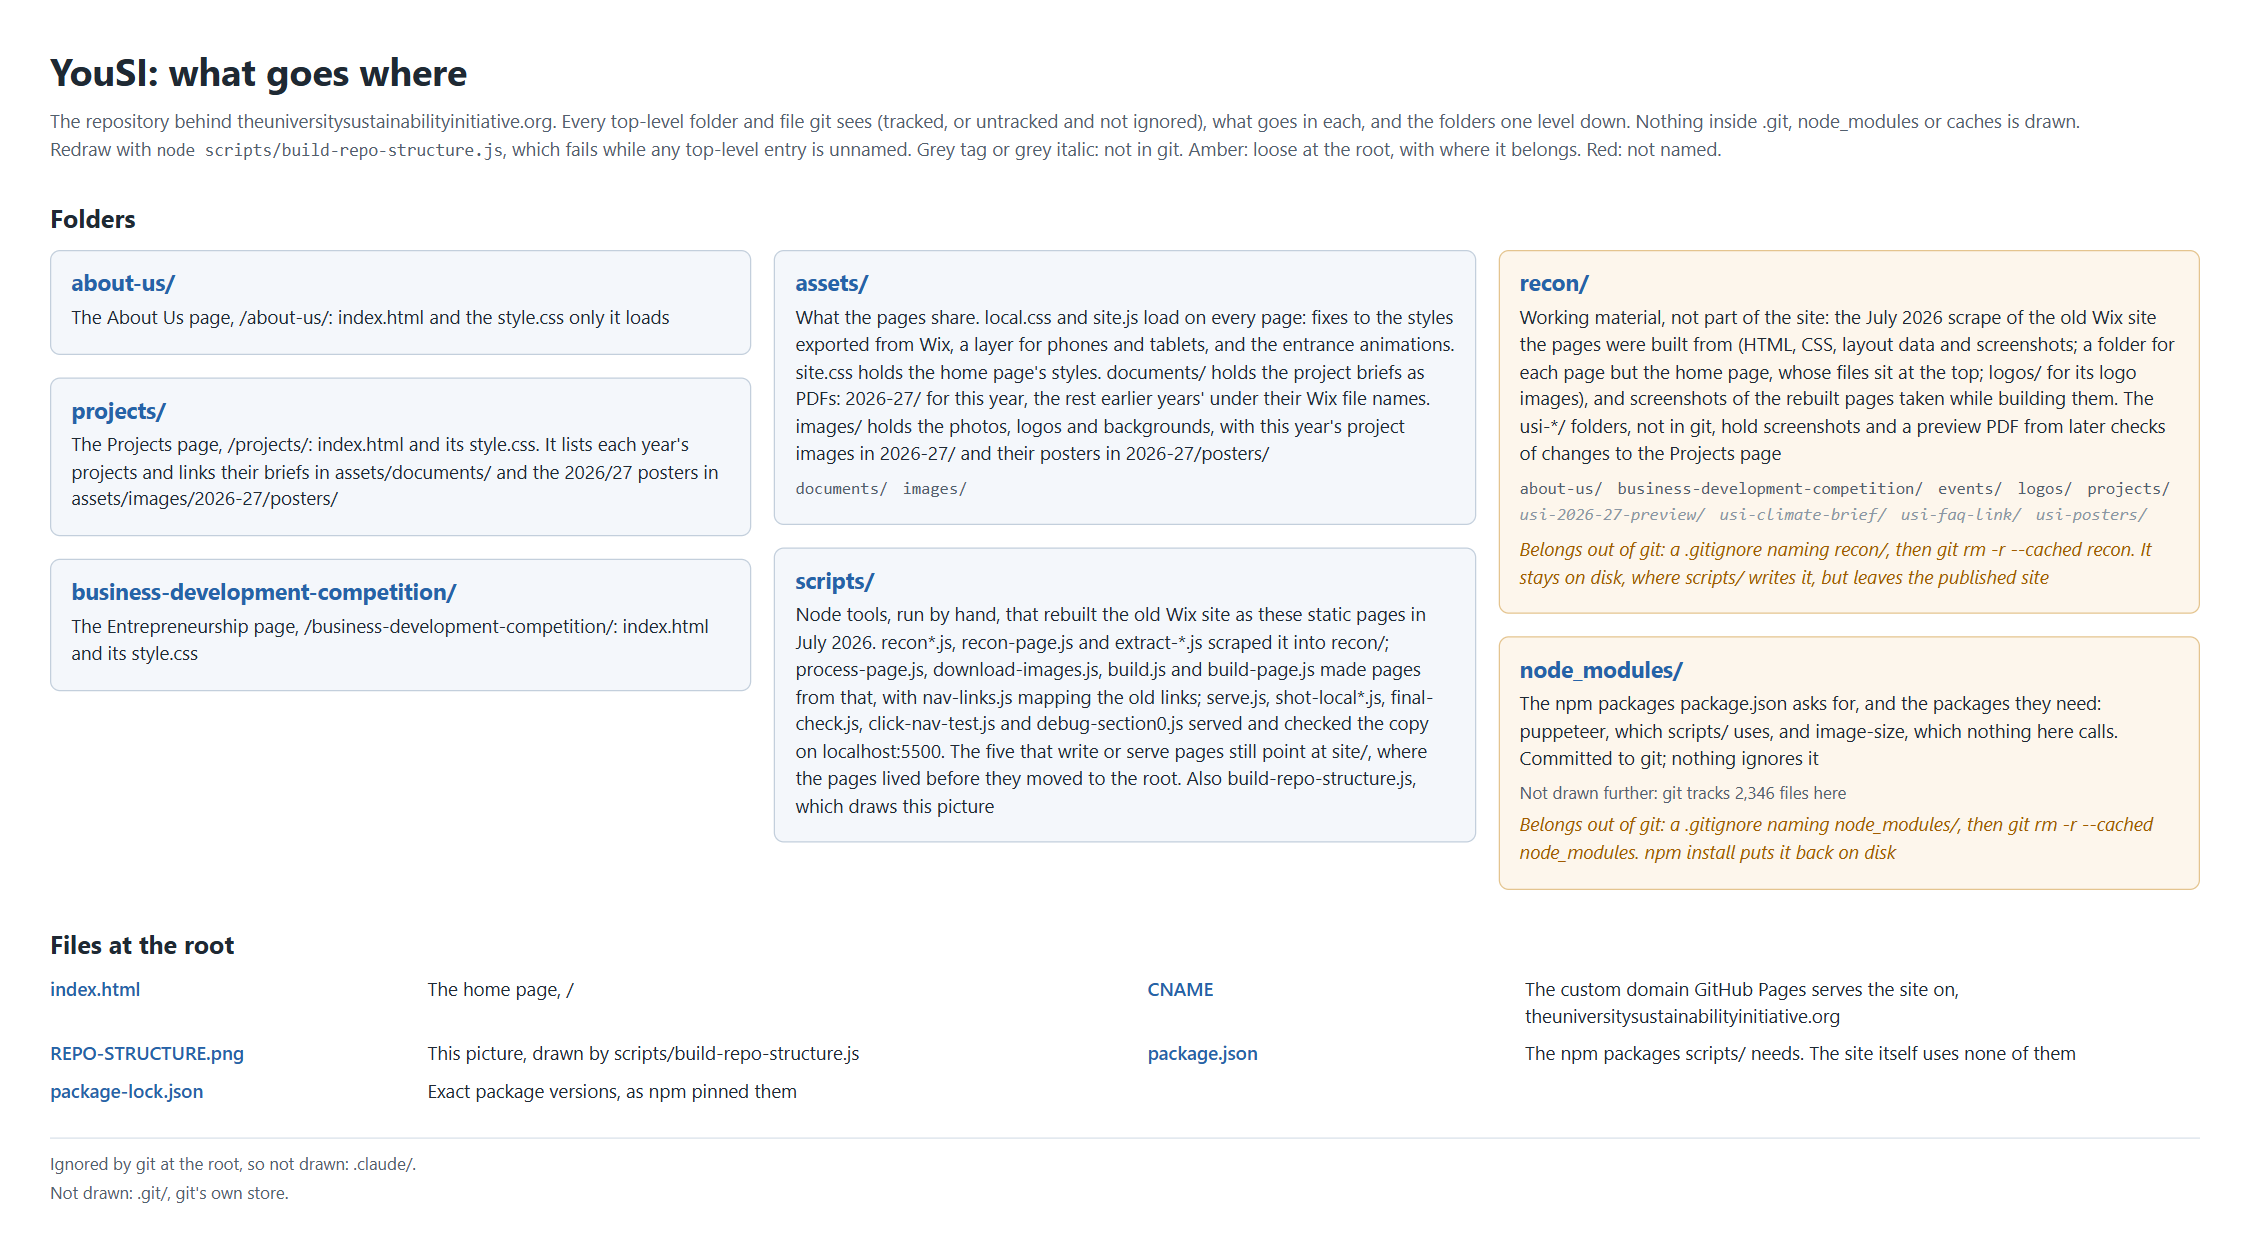 YouSI: what goes where
The repository behind theuniversitysustainabilityinitiative.org. Every top-level folder and file git sees (tracked, or untracked and not ignored), what goes in each, and the folders one level down. Nothing inside .git, node_modules or caches is drawn.
Redraw with node scripts/build-repo-structure.js, which fails while any top-level entry is unnamed. Grey tag or grey italic: not in git. Amber: loose at the root, with where it belongs. Red: not named.
Folders
about-us/
The About Us page, /about-us/: index.html and the style.css only it loads
projects/
The Projects page, /projects/: index.html and its style.css. It lists each year's
projects and links their briefs in assets/documents/ and the 2026/27 posters in
assets/images/2026-27/posters/
business-development-competition/
The Entrepreneurship page, /business-development-competition/: index.html
and its style.css
assets/
What the pages share. local.css and site.js load on every page: fixes to the styles
exported from Wix, a layer for phones and tablets, and the entrance animations.
site.css holds the home page's styles. documents/ holds the project briefs as
PDFs: 2026-27/ for this year, the rest earlier years' under their Wix file names.
images/ holds the photos, logos and backgrounds, with this year's project
images in 2026-27/ and their posters in 2026-27/posters/
documents/ images/
scripts/
Node tools, run by hand, that rebuilt the old Wix site as these static pages in
July 2026. recon*.js, recon-page.js and extract-*.js scraped it into recon/;
process-page.js, download-images.js, build.js and build-page.js made pages
from that, with nav-links.js mapping the old links; serve.js, shot-local*.js, final-
check.js, click-nav-test.js and debug-section0.js served and checked the copy
on localhost:5500. The five that write or serve pages still point at site/, where
the pages lived before they moved to the root. Also build-repo-structure.js,
which draws this picture
recon/
Working material, not part of the site: the July 2026 scrape of the old Wix site
the pages were built from (HTML, CSS, layout data and screenshots; a folder for
each page but the home page, whose files sit at the top; logos/ for its logo
images), and screenshots of the rebuilt pages taken while building them. The
usi-*/ folders, not in git, hold screenshots and a preview PDF from later checks
of changes to the Projects page
about-us/ business-development-competition/ events/ logos/ projects/
usi-2026-27-preview/ usi-climate-brief/ usi-faq-link/ usi-posters/
Belongs out of git: a .gitignore naming recon/, then git rm -r --cached recon. It
stays on disk, where scripts/ writes it, but leaves the published site
node_modules/
The npm packages package.json asks for, and the packages they need:
puppeteer, which scripts/ uses, and image-size, which nothing here calls.
Committed to git; nothing ignores it
Not drawn further: git tracks 2,346 files here
Belongs out of git: a .gitignore naming node_modules/, then git rm -r --cached
node_modules. npm install puts it back on disk
Files at the root
index.html The home page, /
CNAME The custom domain GitHub Pages serves the site on,
theuniversitysustainabilityinitiative.org
REPO-STRUCTURE.png This picture, drawn by scripts/build-repo-structure.js
package.json The npm packages scripts/ needs. The site itself uses none of them
package-lock.json Exact package versions, as npm pinned them
Ignored by git at the root, so not drawn: .claude/.
Not drawn: .git/, git's own store.